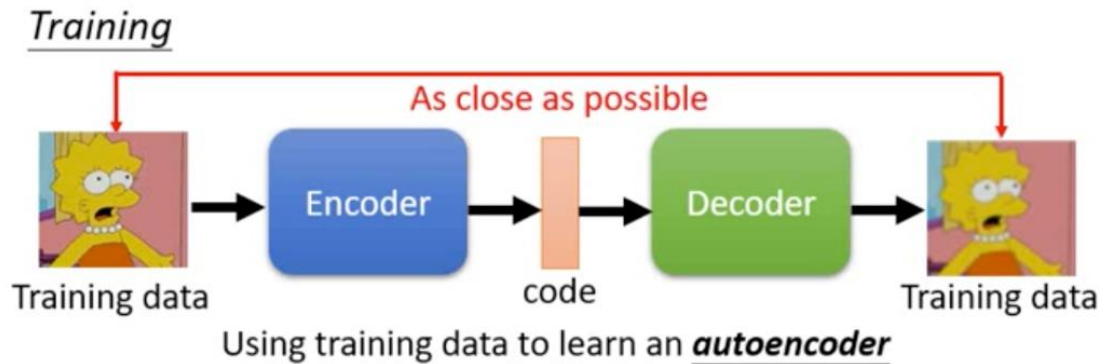 Training
As close as possible
Encoder
Decoder
Training data
code
Training data
Using training data to learn an autoencoder